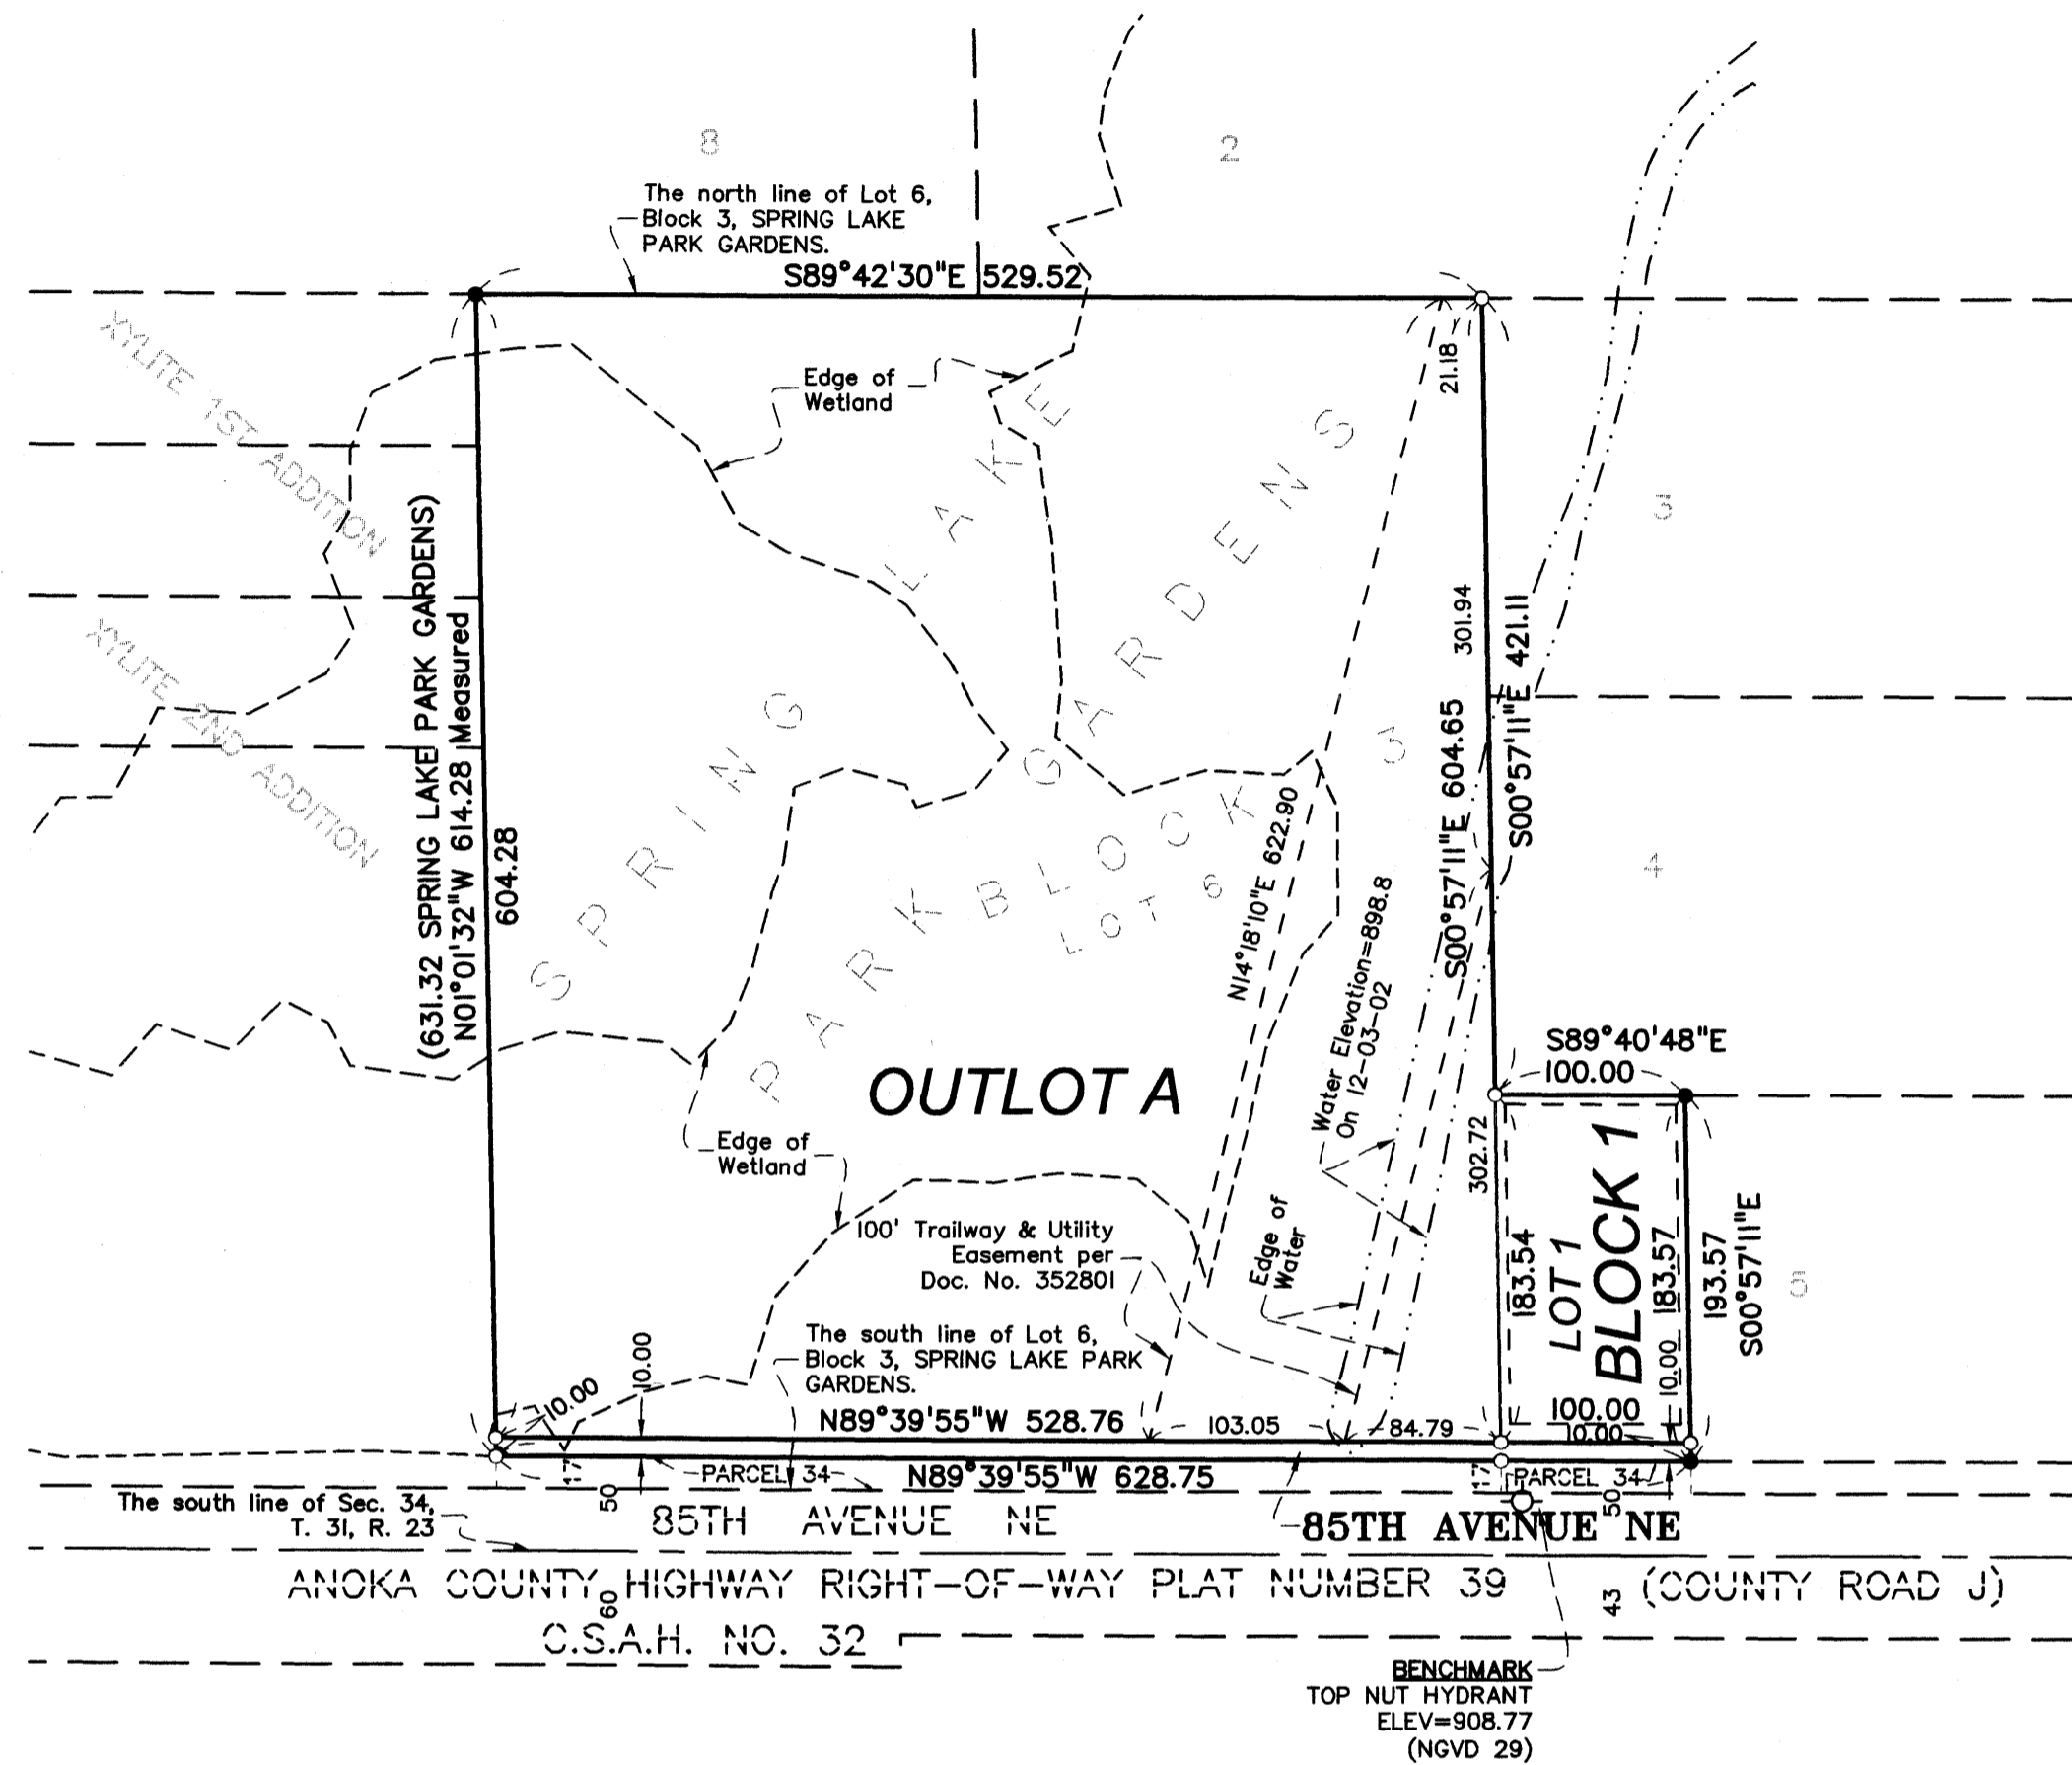 8
2
The north line of Lot 6,
Block 3, SPRING LAKE
PARK GARDENS.
S89°42'30"E 529.52
XYLITE 1ST ADDITION
XYLITE 2ND ADDITION
Edge of
Wetland
21.18
SPRING LAKE
PARK GARDENS
BLOCK 3
LOT 6
3
4
5
(631.32 SPRING LAKE PARK GARDENS)
N01°01'32"W 614.28 Measured
604.28
301.94
S00°57'11"E 604.65
S00°57'11"E 421.11
N14°18'10"E 622.90
Water Elevation=898.8
On 12-03-02
OUTLOT A
S89°40'48"E
100.00
302.72
183.54
LOT 1
BLOCK 1
183.57
10.00
193.57
S00°57'11"E
Edge of
Wetland
100' Trailway & Utility
Easement per
Doc. No. 352801
Edge of
Water
The south line of Lot 6,
Block 3, SPRING LAKE PARK
GARDENS.
10.00
10.00
N89°39'55"W 528.76
103.05
84.79
100.00
10.00
17
PARCEL 34
N89°39'55"W 628.75
17
PARCEL 34
The south line of Sec. 34,
T. 31, R. 23
50
85TH AVENUE NE
85TH AVENUE NE
50
ANOKA COUNTY HIGHWAY RIGHT-OF-WAY PLAT NUMBER 39
(COUNTY ROAD J)
60
43
C.S.A.H. NO. 32
BENCHMARK
TOP NUT HYDRANT
ELEV=908.77
(NGVD 29)